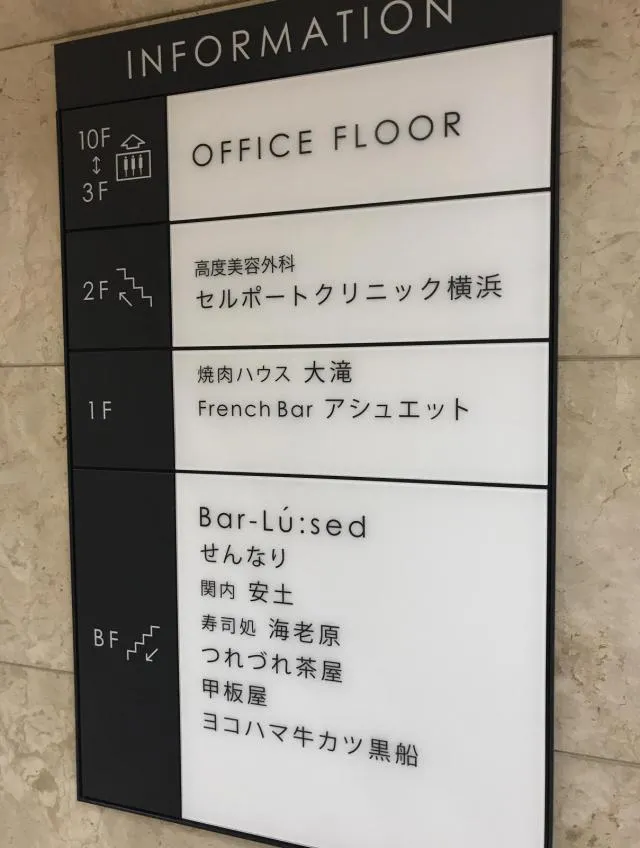 INFORMATION
10F
↕
3F
OFFICE FLOOR
2F
高度美容外科
セルポートクリニック横浜
1F
焼肉ハウス 大滝
French Bar アシュエット
BF
Bar-Lú:sed
せんなり
関内 安土
寿司処 海老原
つれづれ茶屋
甲板屋
ヨコハマ牛カツ黒船